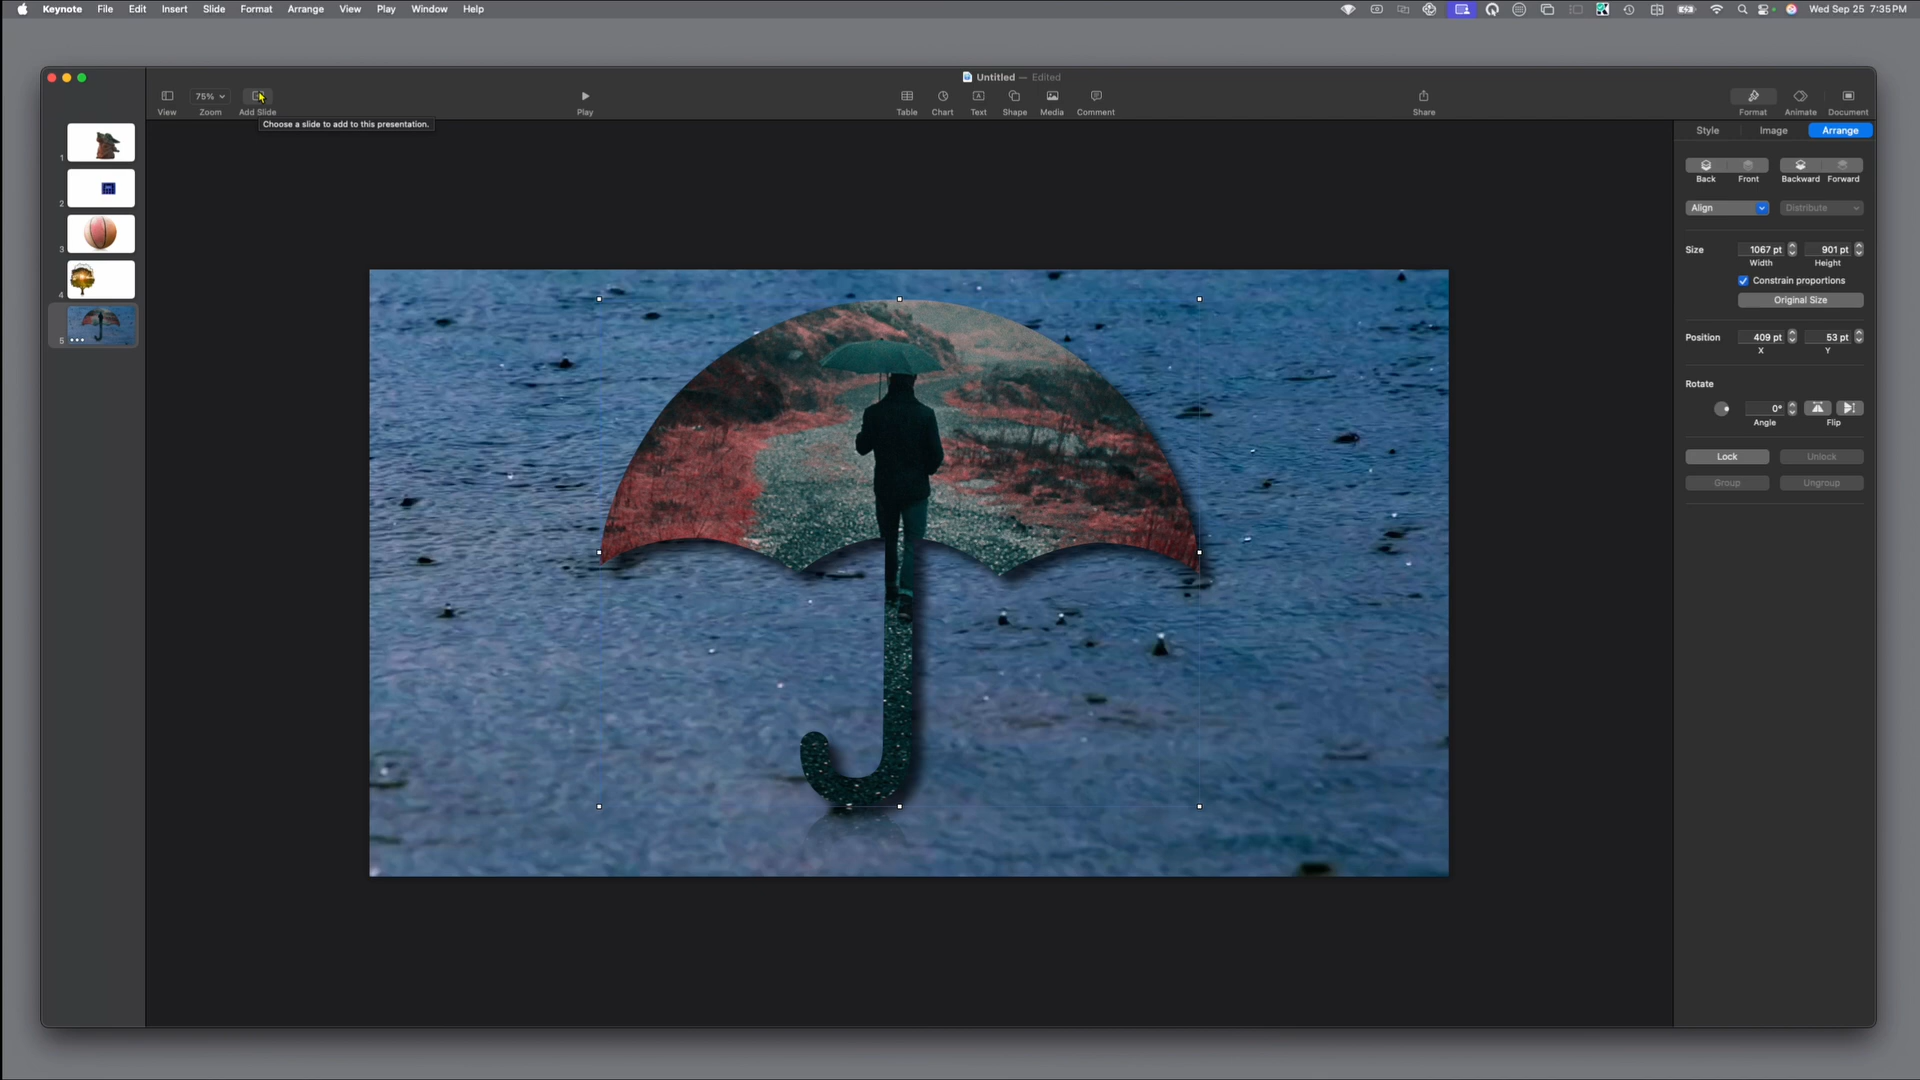 Keynote File Edit Insert Slide Format Arrange View Play Window Help Wed Sep 25 7:35 PM
Untitled — Edited
75%
View Zoom Add Slide Play Table Chart Text Shape Media Comment Share Format Animate Document
Choose a slide to add to this presentation.
Style Image Arrange
Back Front Backward Forward
Align Distribute
Size 1067 pt 901 pt
Width Height
Constrain proportions
Original Size
Position 409 pt 53 pt
X Y
Rotate
0°
Angle Flip
Lock Unlock
Group Ungroup
1
2
3
4
5